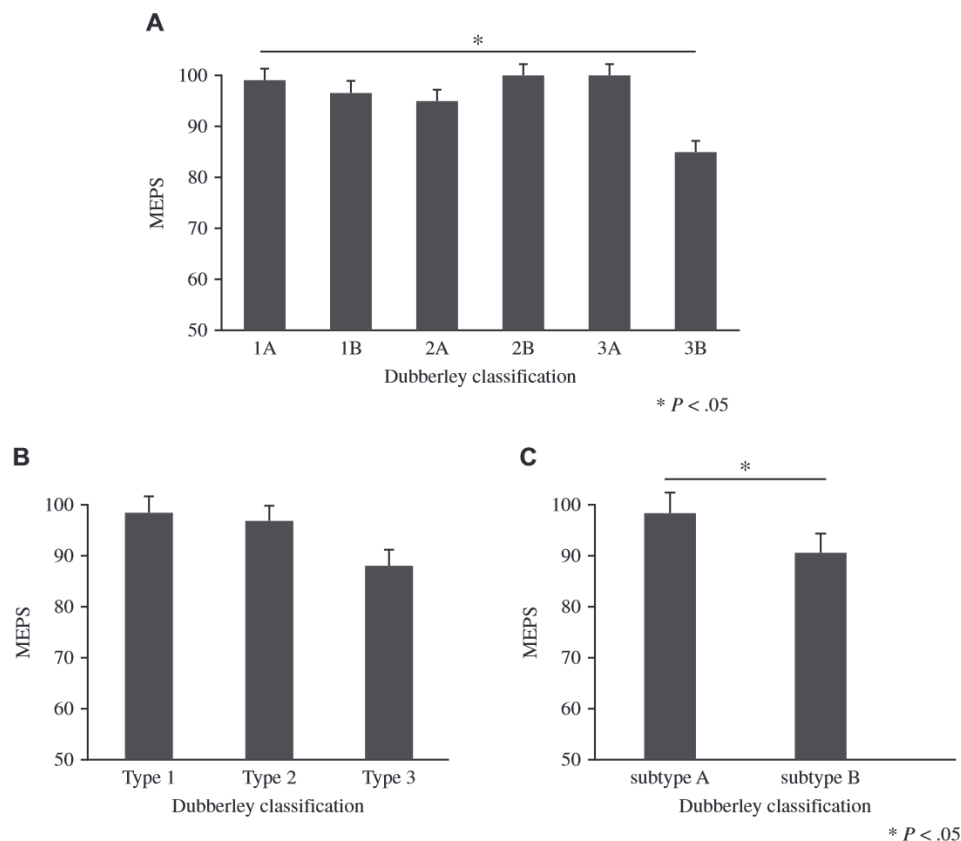 A
*
100
90
80
70
60
50
MEPS
1A 1B 2A 2B 3A 3B
Dubberley classification
* P < .05
B
100
90
80
70
60
50
MEPS
Type 1 Type 2 Type 3
Dubberley classification
C
*
100
90
80
70
60
50
MEPS
subtype A subtype B
Dubberley classification
* P < .05